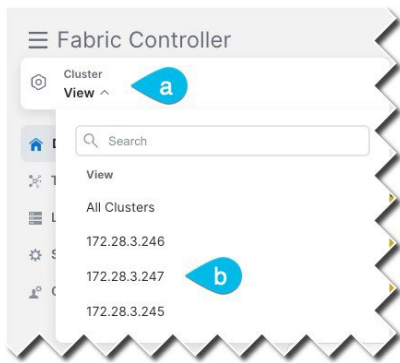 Fabric Controller
Cluster
View
a
D
Search
T
View
L
All Clusters
S
172.28.3.246
172.28.3.247
b
172.28.3.245